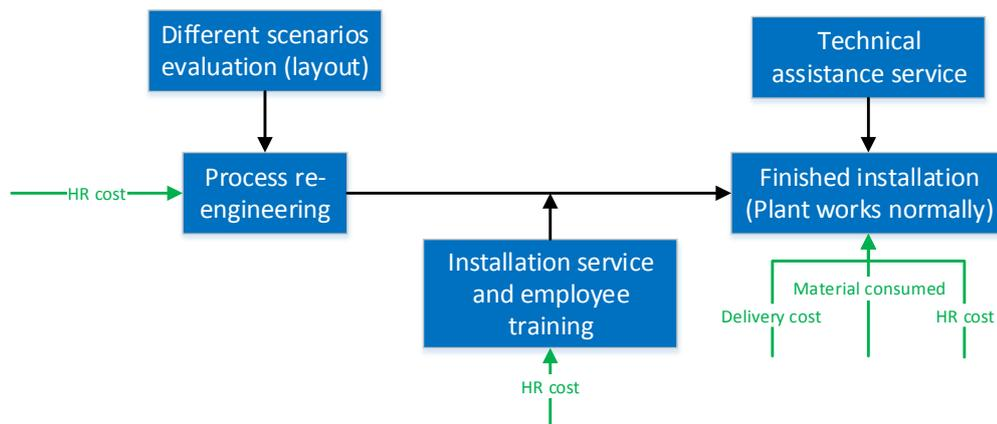 Different scenarios
evaluation (layout)
Technical
assistance service
HR cost
Process re-
engineering
Finished installation
(Plant works normally)
Installation service
and employee
training
Material consumed
Delivery cost
HR cost
HR cost